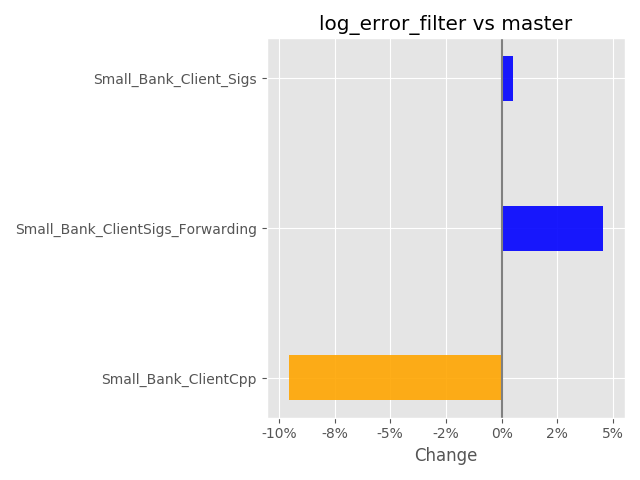 log_error_filter vs master
Small_Bank_Client_Sigs
Small_Bank_ClientSigs_Forwarding
Small_Bank_ClientCpp
-10% -8% -5% -2% 0% 2% 5%
Change